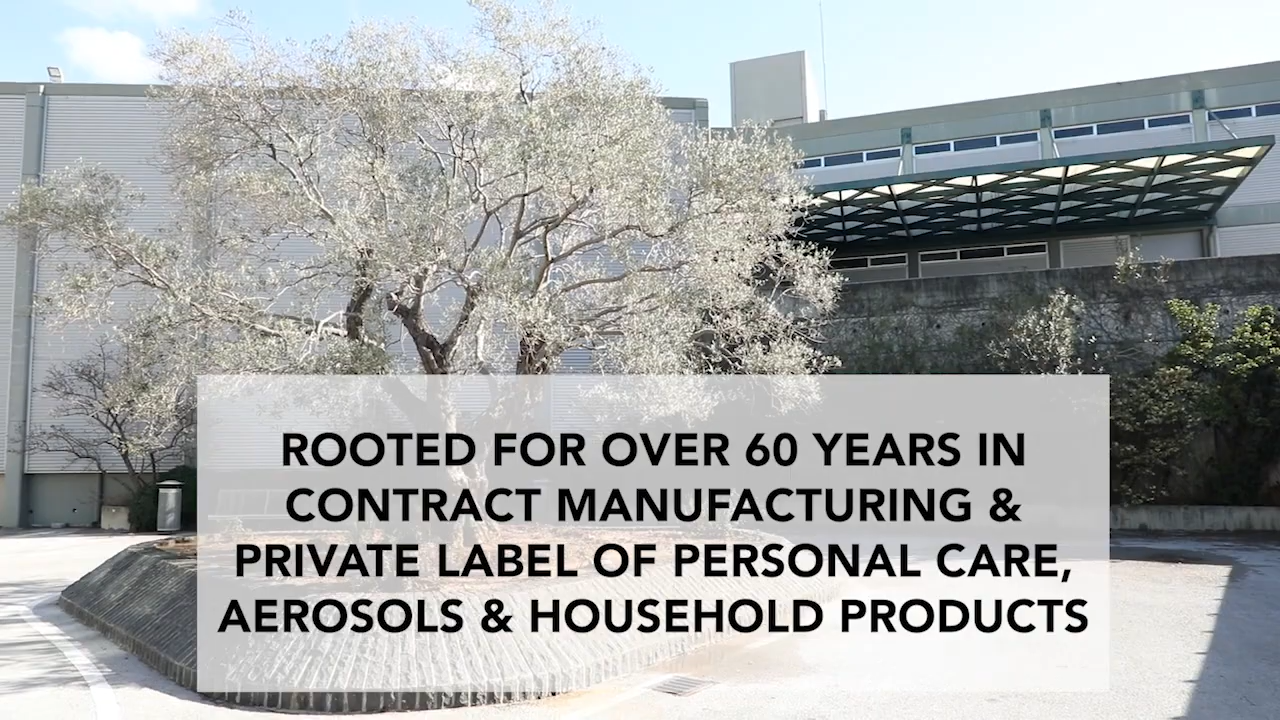 ROOTED FOR OVER 60 YEARS IN
CONTRACT MANUFACTURING &
PRIVATE LABEL OF PERSONAL CARE,
AEROSOLS & HOUSEHOLD PRODUCTS